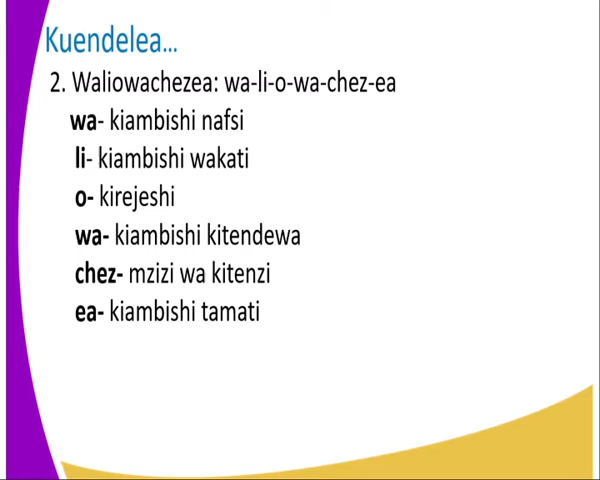 Kuendelea...
2. Waliowachezea: wa-li-o-wa-chez-ea
wa- kiambishi nafsi
li- kiambishi wakati
o- kirejeshi
wa- kiambishi kitendewa
chez- mzizi wa kitenzi
ea- kiambishi tamati